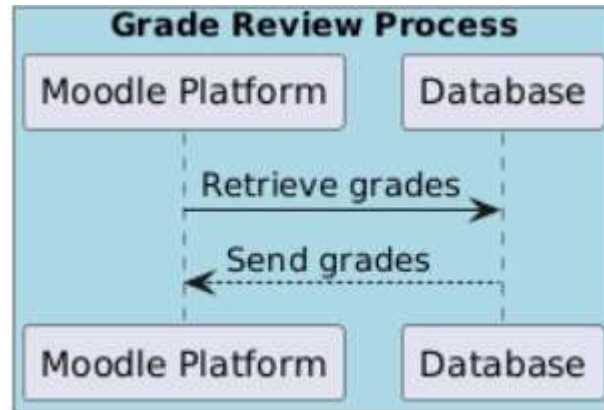 Grade Review Process
Moodle Platform Database
Retrieve grades
Send grades
Moodle Platform Database